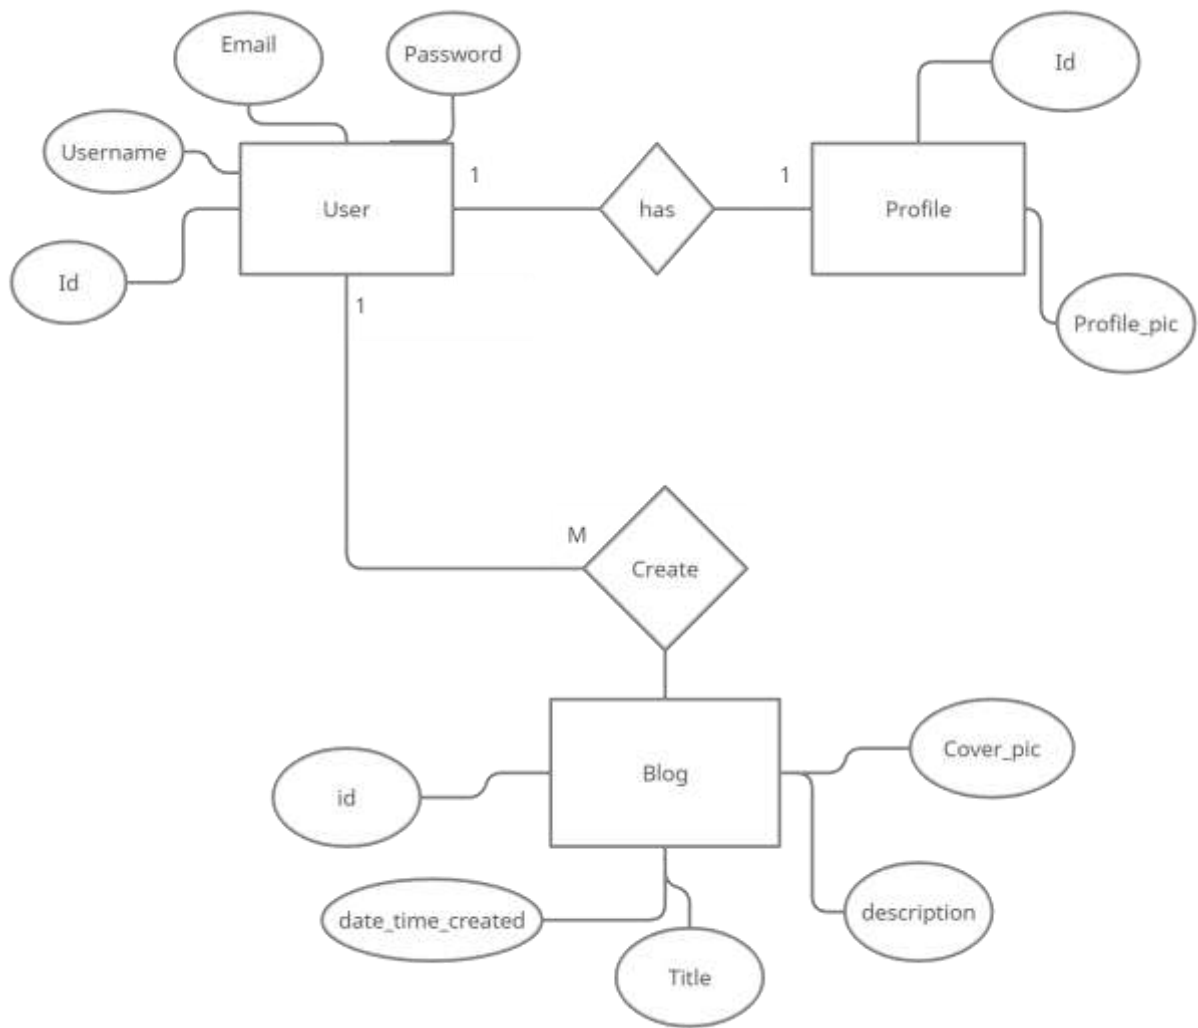 Email
Password
Id
Username
User
1
has
1
Profile
Id
1
Profile_pic
M
Create
Blog
Cover_pic
id
description
date_time_created
Title